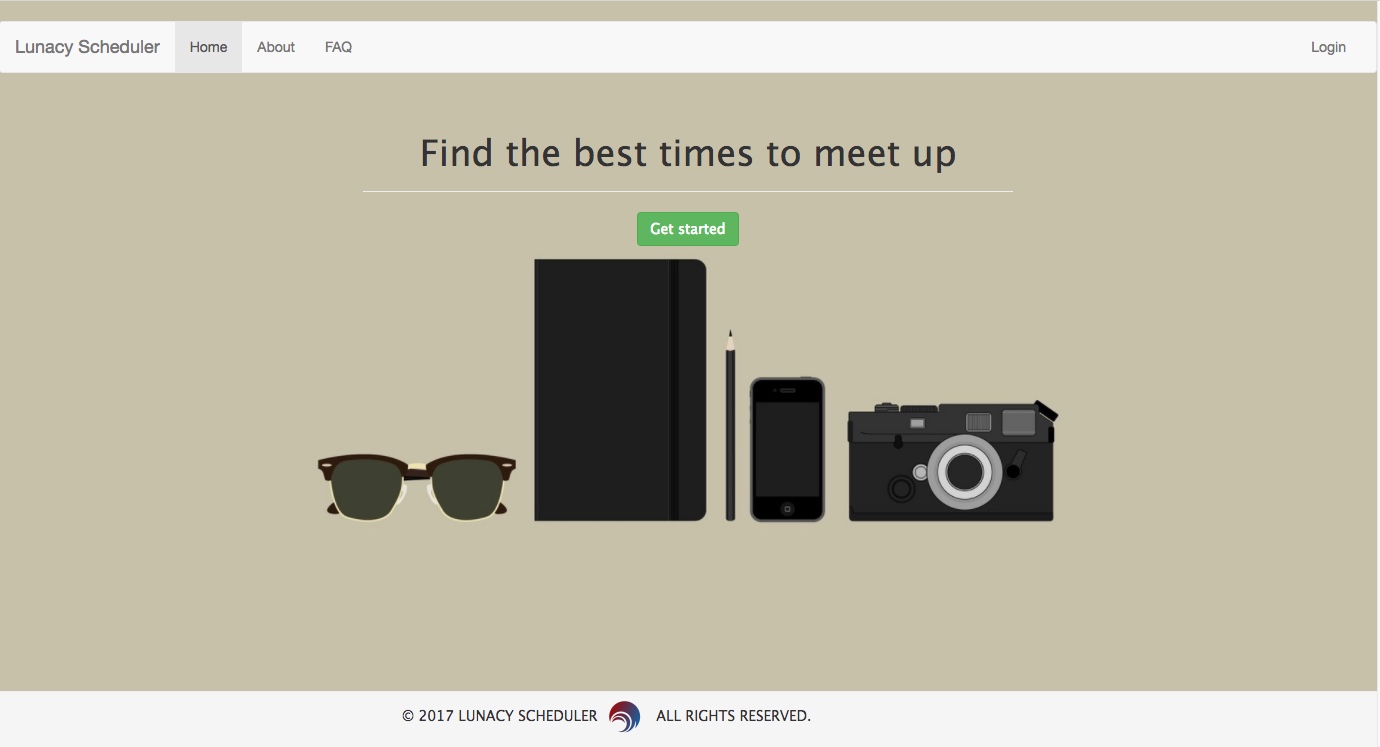 Lunacy Scheduler Home About FAQ Login
Find the best times to meet up
Get started
© 2017 LUNACY SCHEDULER ALL RIGHTS RESERVED.